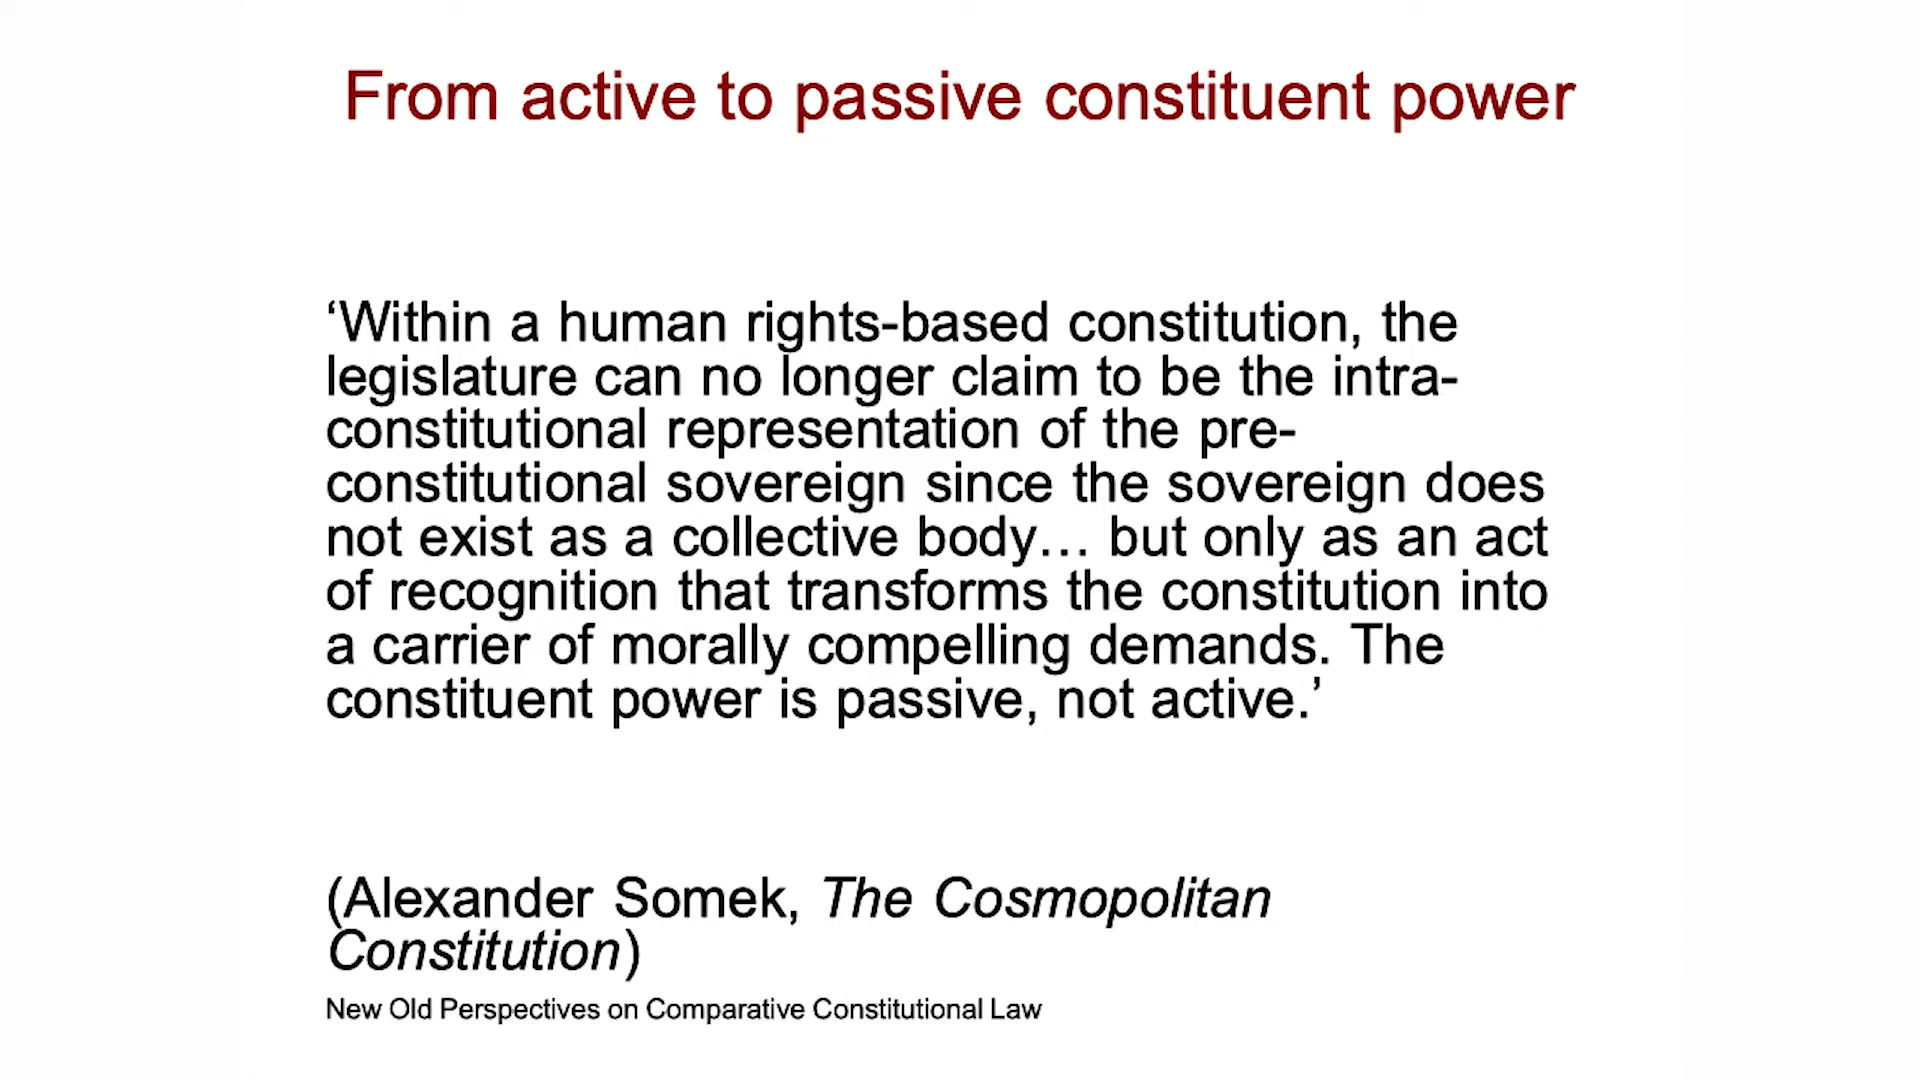 From active to passive constituent power
‘Within a human rights-based constitution, the
legislature can no longer claim to be the intra-
constitutional representation of the pre-
constitutional sovereign since the sovereign does
not exist as a collective body… but only as an act
of recognition that transforms the constitution into
a carrier of morally compelling demands. The
constituent power is passive, not active.’
(Alexander Somek, The Cosmopolitan
Constitution)
New Old Perspectives on Comparative Constitutional Law